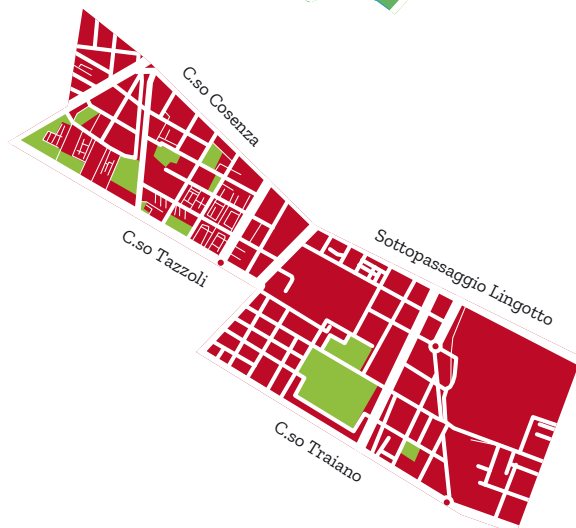 C.so Cosenza
C.so Tazzoli
Sottopassaggio Lingotto
C.so Traiano